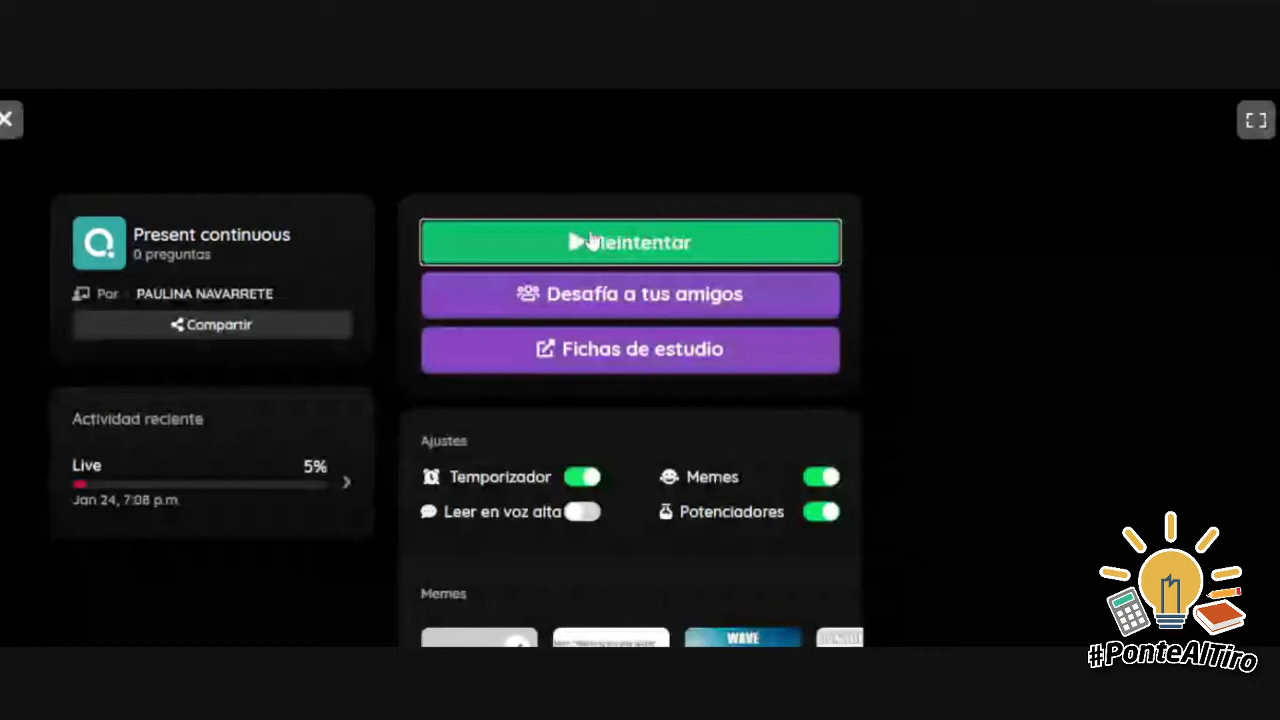 Present continuous
0 preguntas
Por PAULINA NAVARRETE
Compartir
Actividad reciente
Live 5%
Jan 24, 7:08 p.m.
Reintentar
Desafía a tus amigos
Fichas de estudio
Ajustes
Temporizador
Memes
Leer en voz alta
Potenciadores
Memes
WAVE
#PonteAlTiro